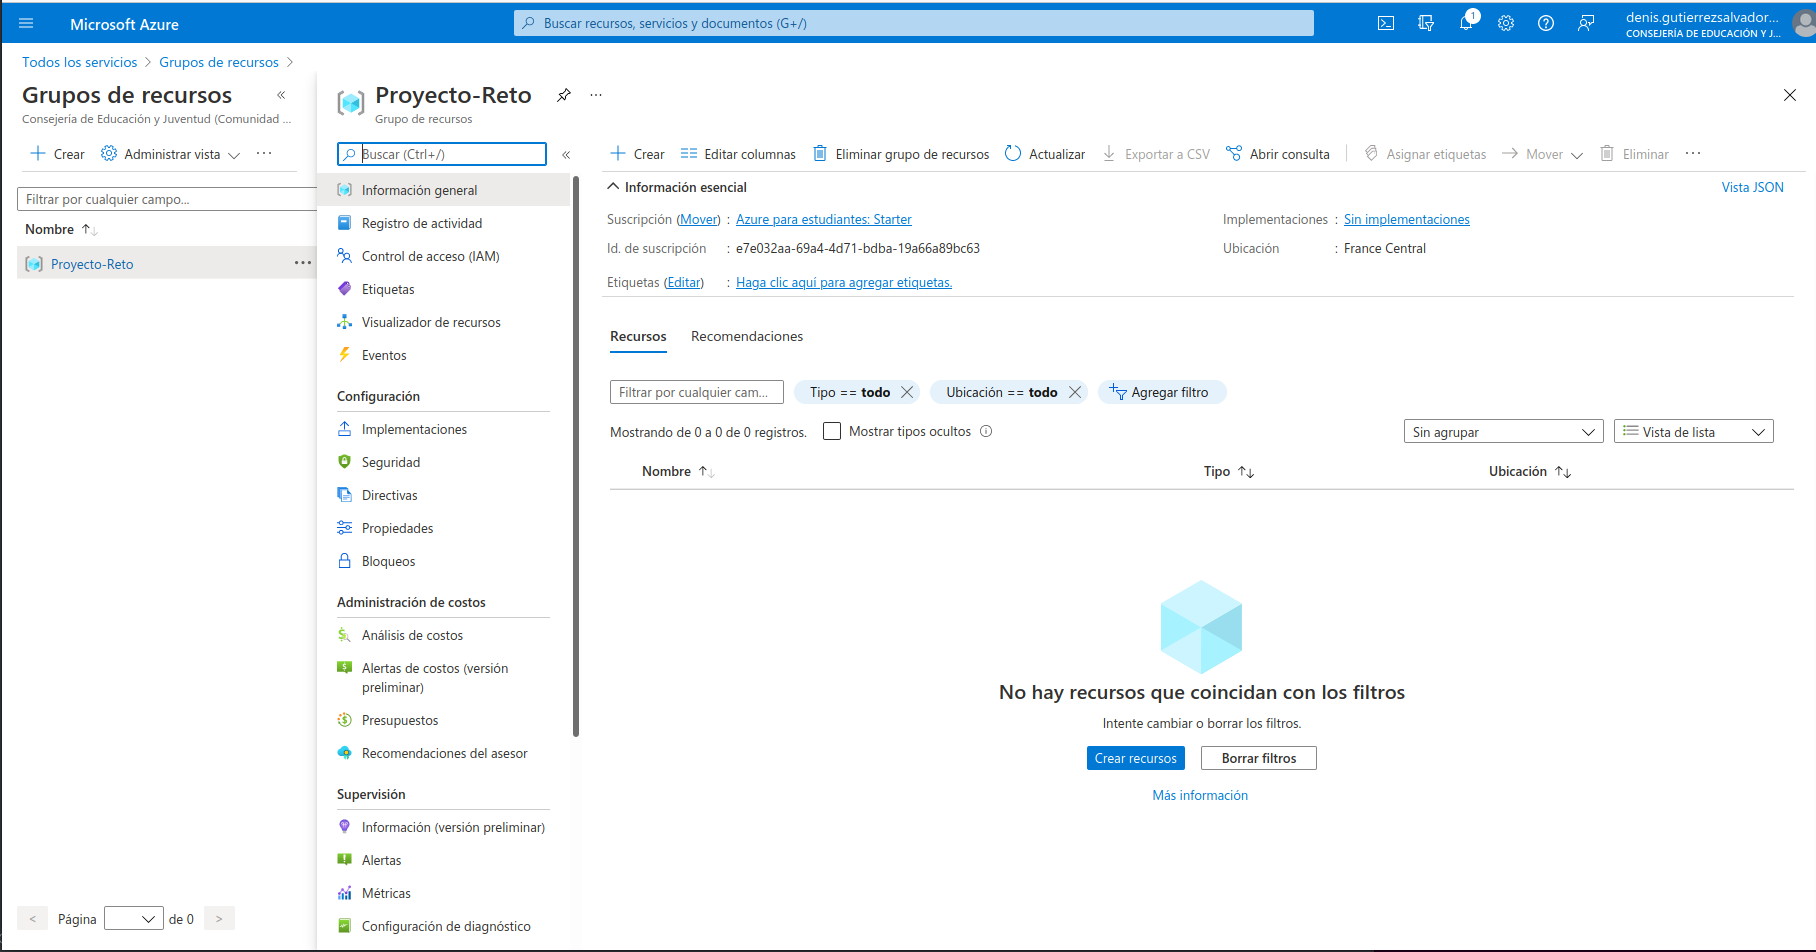 Microsoft Azure
Buscar recursos, servicios y documentos (G+/)
1
denis.gutierrezsalvador...
CONSEJERÍA DE EDUCACIÓN Y J...
Todos los servicios > Grupos de recursos >
Grupos de recursos «
Consejería de Educación y Juventud (Comunidad ...
+ Crear Administrar vista ...
Filtrar por cualquier campo...
Nombre ↑↓
Proyecto-Reto ...
< Página de 0 >
Proyecto-Reto ...
Grupo de recursos
Buscar (Ctrl+/) «
Información general
Registro de actividad
Control de acceso (IAM)
Etiquetas
Visualizador de recursos
Eventos
Configuración
Implementaciones
Seguridad
Directivas
Propiedades
Bloqueos
Administración de costos
Análisis de costos
Alertas de costos (versión
preliminar)
Presupuestos
Recomendaciones del asesor
Supervisión
Información (versión preliminar)
Alertas
Métricas
Configuración de diagnóstico
+ Crear Editar columnas Eliminar grupo de recursos Actualizar Exportar a CSV Abrir consulta Asignar etiquetas Mover Eliminar ...
Información esencial Vista JSON
Suscripción (Mover) : Azure para estudiantes: Starter Implementaciones : Sin implementaciones
Id. de suscripción : e7e032aa-69a4-4d71-bdba-19a66a89bc63 Ubicación : France Central
Etiquetas (Editar) : Haga clic aquí para agregar etiquetas.
Recursos Recomendaciones
Filtrar por cualquier cam... Tipo == todo Ubicación == todo Agregar filtro
Mostrando de 0 a 0 de 0 registros. Mostrar tipos ocultos Sin agrupar Vista de lista
Nombre ↑↓ Tipo ↑↓ Ubicación ↑↓
No hay recursos que coincidan con los filtros
Intente cambiar o borrar los filtros.
Crear recursos Borrar filtros
Más información